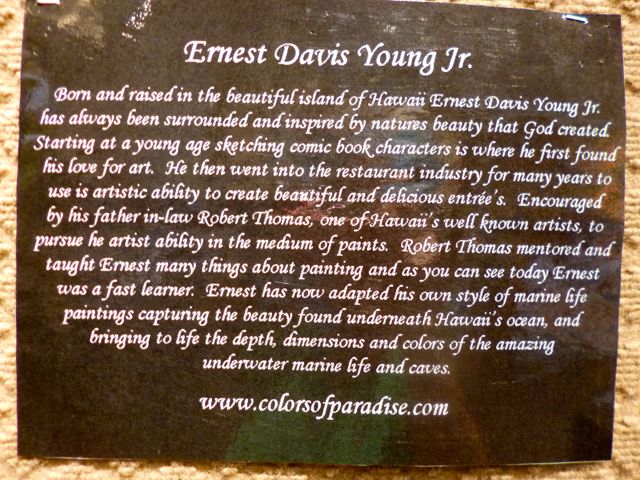 Ernest Davis Young Jr.
Born and raised in the beautiful island of Hawaii Ernest Davis Young Jr.
has always been surrounded and inspired by natures beauty that God created.
Starting at a young age sketching comic book characters is where he first found
his love for art. He then went into the restaurant industry for many years to
use is artistic ability to create beautiful and delicious entrée's. Encouraged
by his father in-law Robert Thomas, one of Hawaii's well known artists, to
pursue he artist ability in the medium of paints. Robert Thomas mentored and
taught Ernest many things about painting and as you can see today Ernest
was a fast learner. Ernest has now adapted his own style of marine life
paintings capturing the beauty found underneath Hawaii's ocean, and
bringing to life the depth, dimensions and colors of the amazing
underwater marine life and caves.
www.colorsofparadise.com